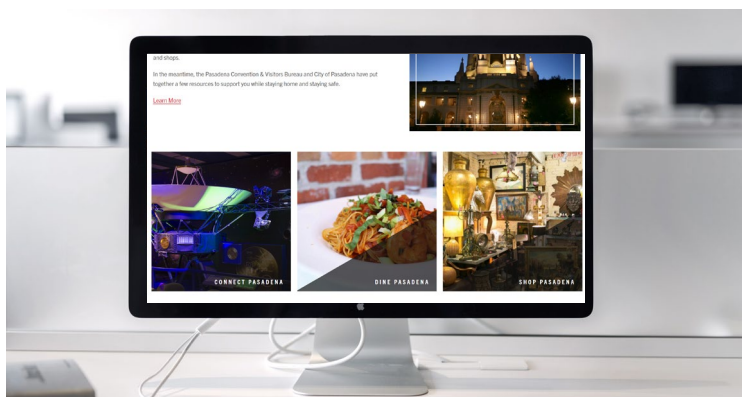 and shops.
In the meantime, the Pasadena Convention & Visitors Bureau and City of Pasadena have put
together a few resources to support you while staying home and staying safe.
Learn More
CONNECT PASADENA
DINE PASADENA
SHOP PASADENA